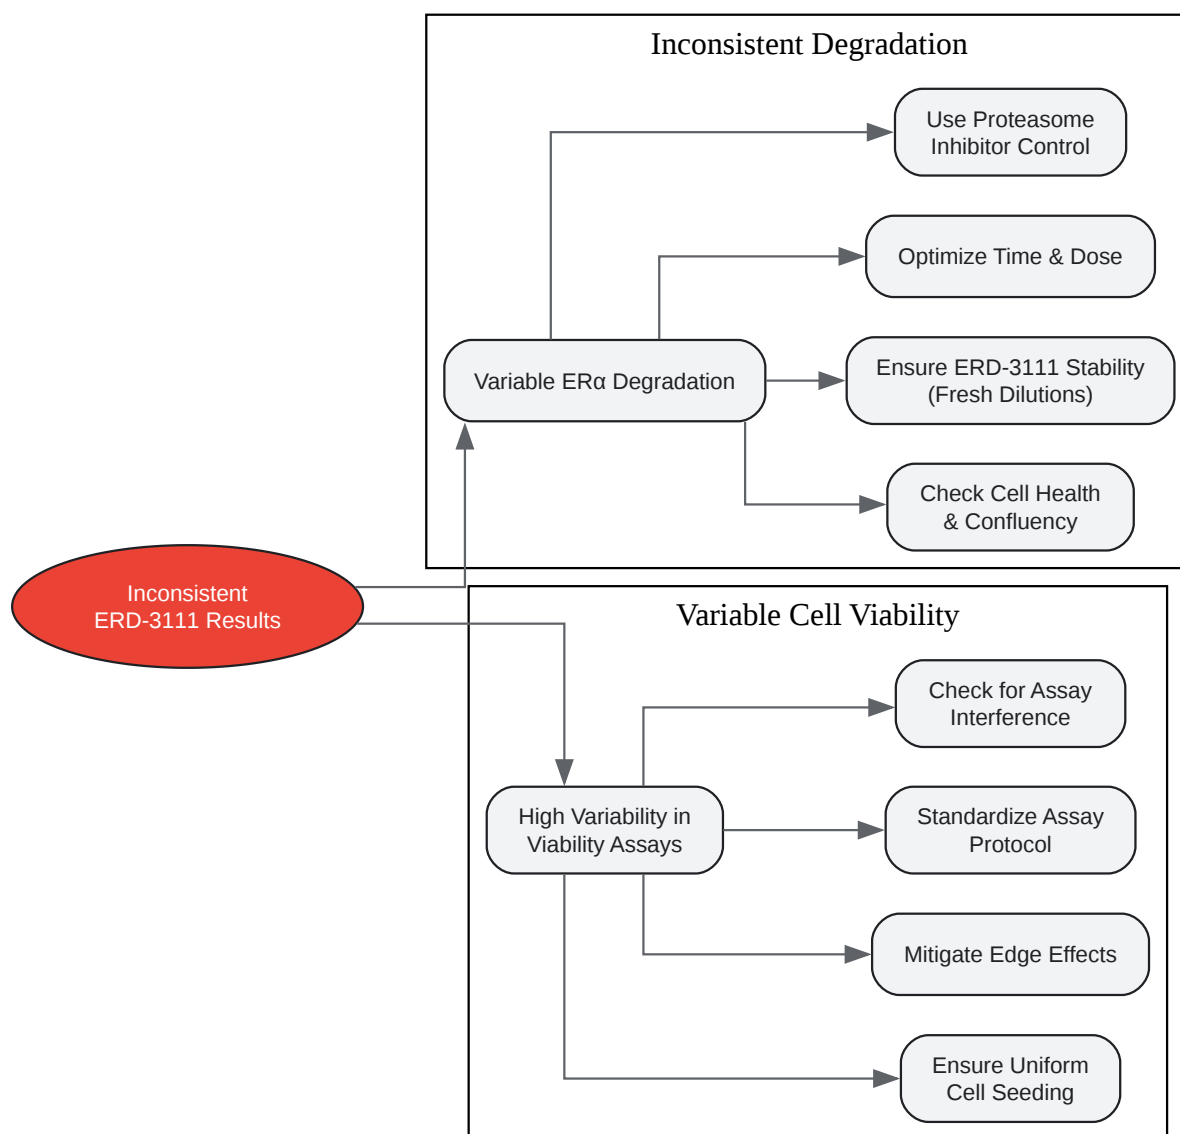 Inconsistent Degradation
Use Proteasome
Inhibitor Control
Optimize Time & Dose
Variable ERα Degradation
Ensure ERD-3111 Stability
(Fresh Dilutions)
Check Cell Health
& Confluency
Inconsistent
ERD-3111 Results
Variable Cell Viability
Check for Assay
Interference
High Variability in
Viability Assays
Standardize Assay
Protocol
Mitigate Edge Effects
Ensure Uniform
Cell Seeding